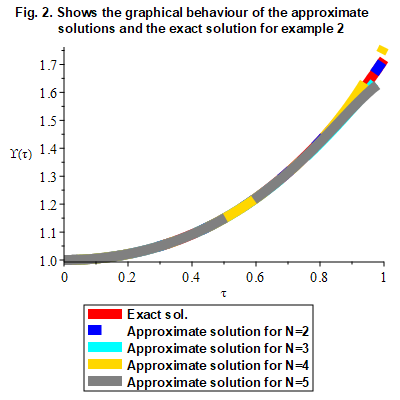 Fig. 2. Shows the graphical behaviour of the approximate
solutions and the exact solution for example 2
1.7
1.6
1.5
ϒ(τ) 1.4
1.3
1.2
1.1
1.0
0 0.2 0.4 0.6 0.8 1
τ
Exact sol.
Approximate solution for N=2
Approximate solution for N=3
Approximate solution for N=4
Approximate solution for N=5